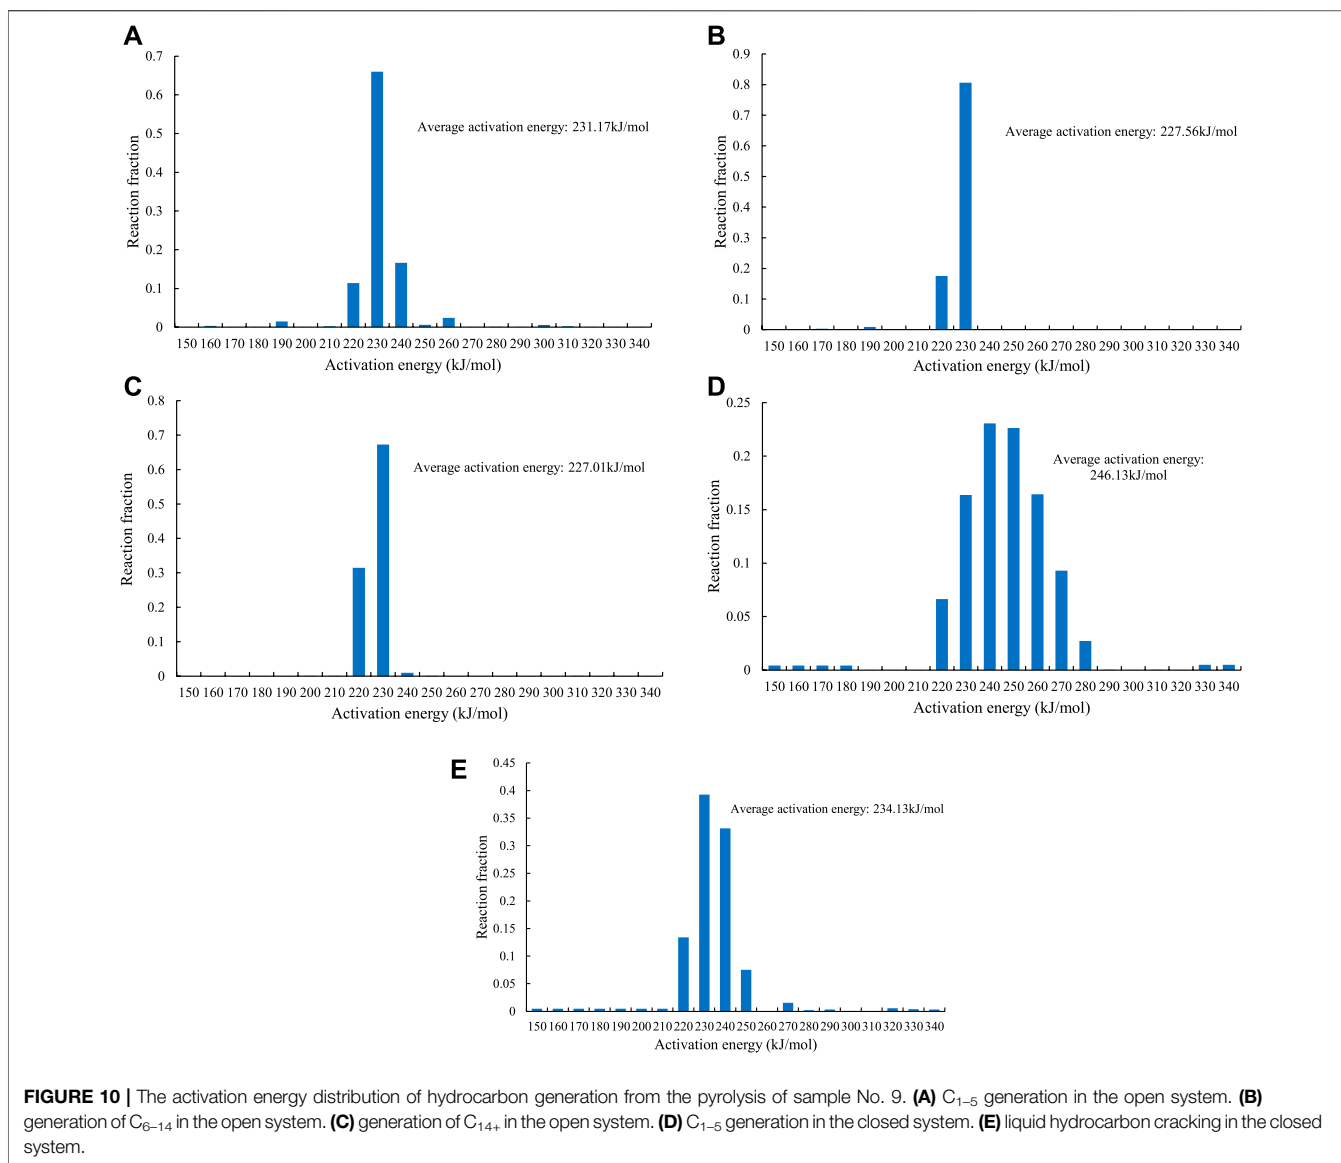 A
0.7
0.6
0.5
0.4
0.3
0.2
0.1
0
Reaction fraction
Average activation energy: 231.17kJ/mol
150 160 170 180 190 200 210 220 230 240 250 260 270 280 290 300 310 320 330 340
Activation energy (kJ/mol)
B
0.9
0.8
0.7
0.6
0.5
0.4
0.3
0.2
0.1
0
Reaction fraction
Average activation energy: 227.56kJ/mol
150 160 170 180 190 200 210 220 230 240 250 260 270 280 290 300 310 320 330 340
Activation energy (kJ/mol)
C
0.8
0.7
0.6
0.5
0.4
0.3
0.2
0.1
0
Reaction fraction
Average activation energy: 227.01kJ/mol
150 160 170 180 190 200 210 220 230 240 250 260 270 280 290 300 310 320 330 340
Activation energy (kJ/mol)
D
0.25
0.2
0.15
0.1
0.05
0
Reaction fraction
Average activation energy:
246.13kJ/mol
150 160 170 180 190 200 210 220 230 240 250 260 270 280 290 300 310 320 330 340
Activation energy (kJ/mol)
E
0.45
0.4
0.35
0.3
0.25
0.2
0.15
0.1
0.05
0
Reaction fraction
Average activation energy: 234.13kJ/mol
150 160 170 180 190 200 210 220 230 240 250 260 270 280 290 300 310 320 330 340
Activation energy (kJ/mol)
FIGURE 10 | The activation energy distribution of hydrocarbon generation from the pyrolysis of sample No. 9. (A) C1–5 generation in the open system. (B)
generation of C6–14 in the open system. (C) generation of C14+ in the open system. (D) C1–5 generation in the closed system. (E) liquid hydrocarbon cracking in the closed
system.